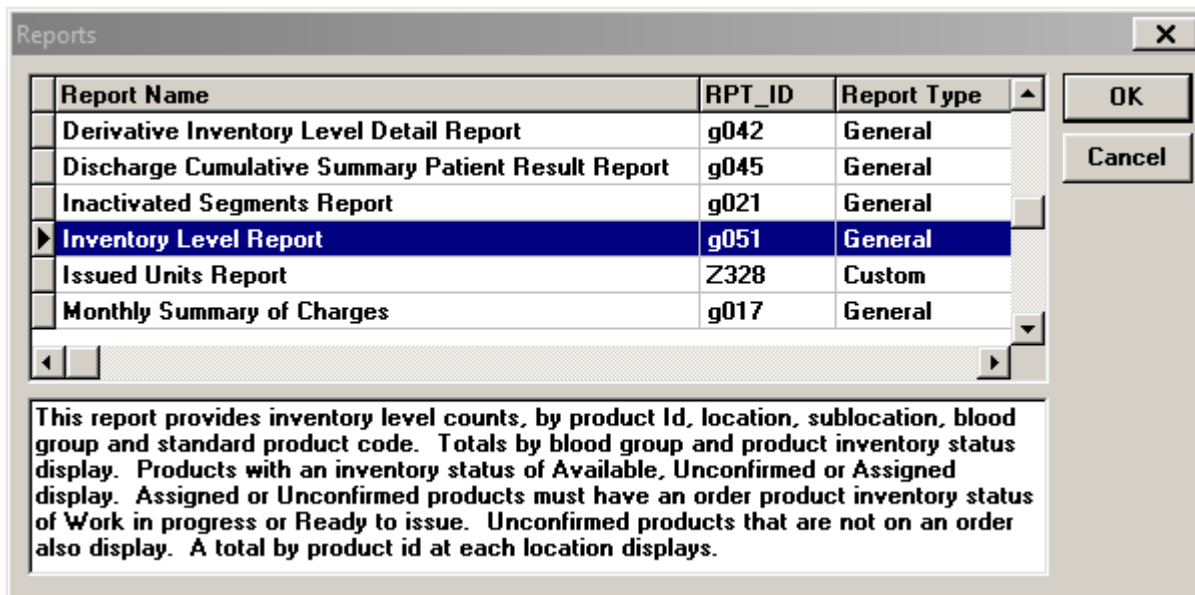 Reports
Report Name RPT_ID Report Type OK
Derivative Inventory Level Detail Report g042 General
Cancel
Discharge Cumulative Summary Patient Result Report g045 General
Inactivated Segments Report g021 General
Inventory Level Report g051 General
Issued Units Report Z328 Custom
Monthly Summary of Charges g017 General
This report provides inventory level counts, by product Id, location, sublocation, blood
group and standard product code. Totals by blood group and product inventory status
display. Products with an inventory status of Available, Unconfirmed or Assigned
display. Assigned or Unconfirmed products must have an order product inventory status
of Work in progress or Ready to issue. Unconfirmed products that are not on an order
also display. A total by product id at each location displays.